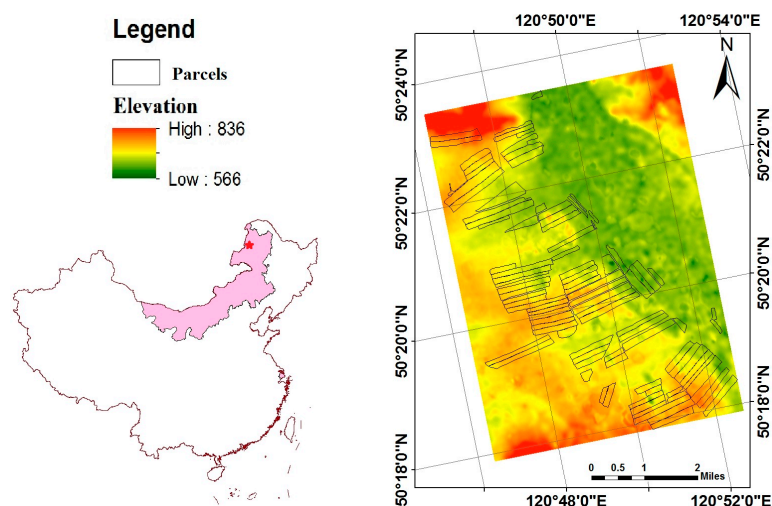 Legend
Parcels
Elevation
High : 836
Low : 566
120°50'0"E
120°54'0"E
N
50°24'0"N
50°22'0"N
50°20'0"N
50°18'0"N
50°22'0"N
50°20'0"N
50°18'0"N
0 0.5 1 2
Miles
120°48'0"E
120°52'0"E